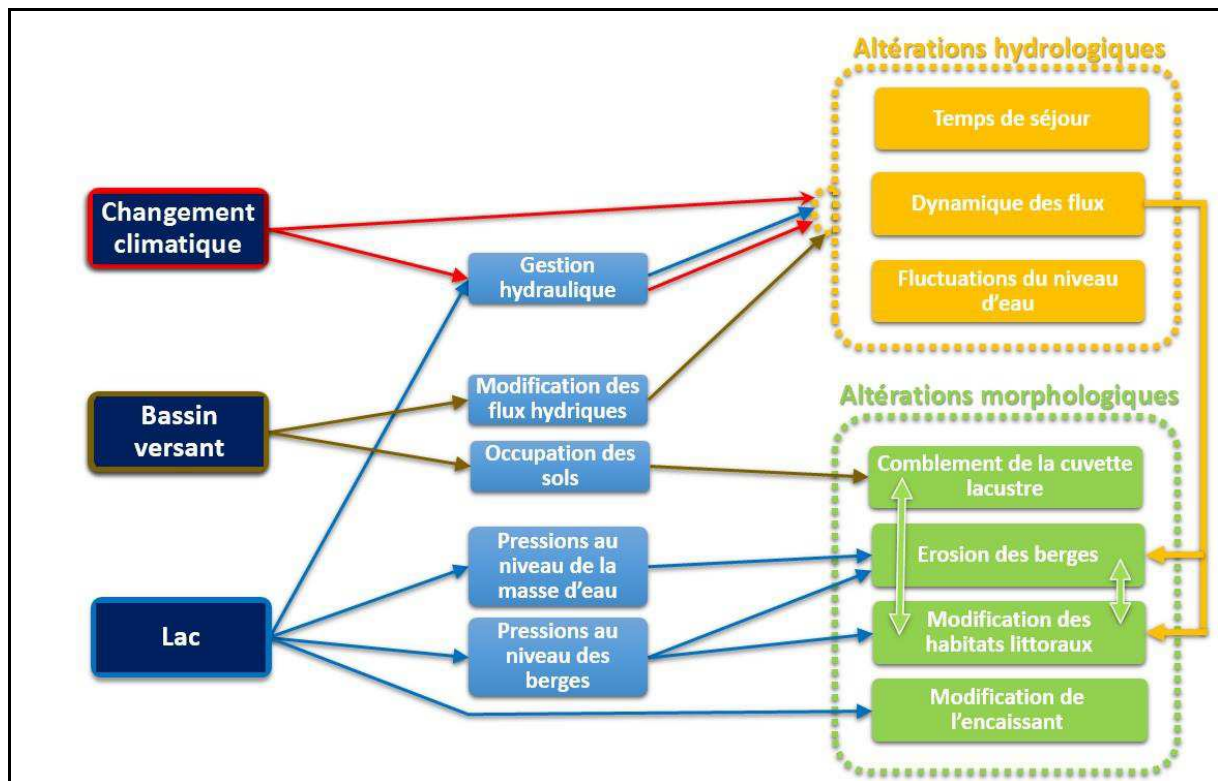 Altérations hydrologiques
Temps de séjour
Dynamique des flux
Fluctuations du niveau
d'eau
Changement
climatique
Gestion
hydraulique
Bassin
versant
Modification des
flux hydriques
Occupation des
sols
Lac
Pressions au
niveau de la
masse d'eau
Pressions au
niveau des
berges
Altérations morphologiques
Comblement de la cuvette
lacustre
Erosion des berges
Modification des
habitats littoraux
Modification de
l'encaissant